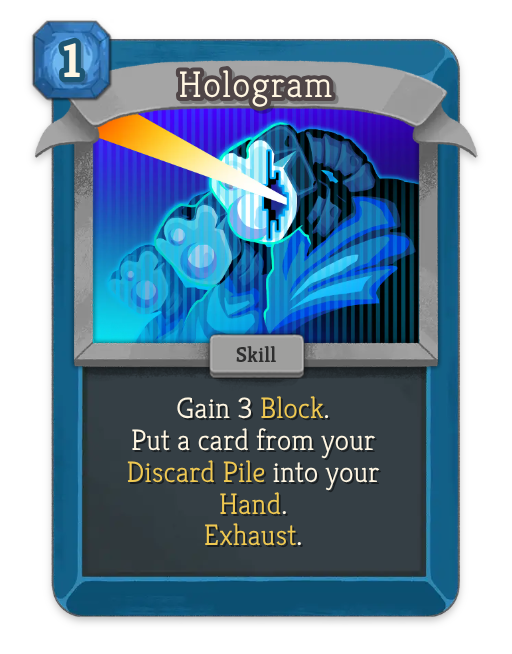 1
Hologram
Skill
Gain 3 Block.
Put a card from your
Discard Pile into your
Hand.
Exhaust.